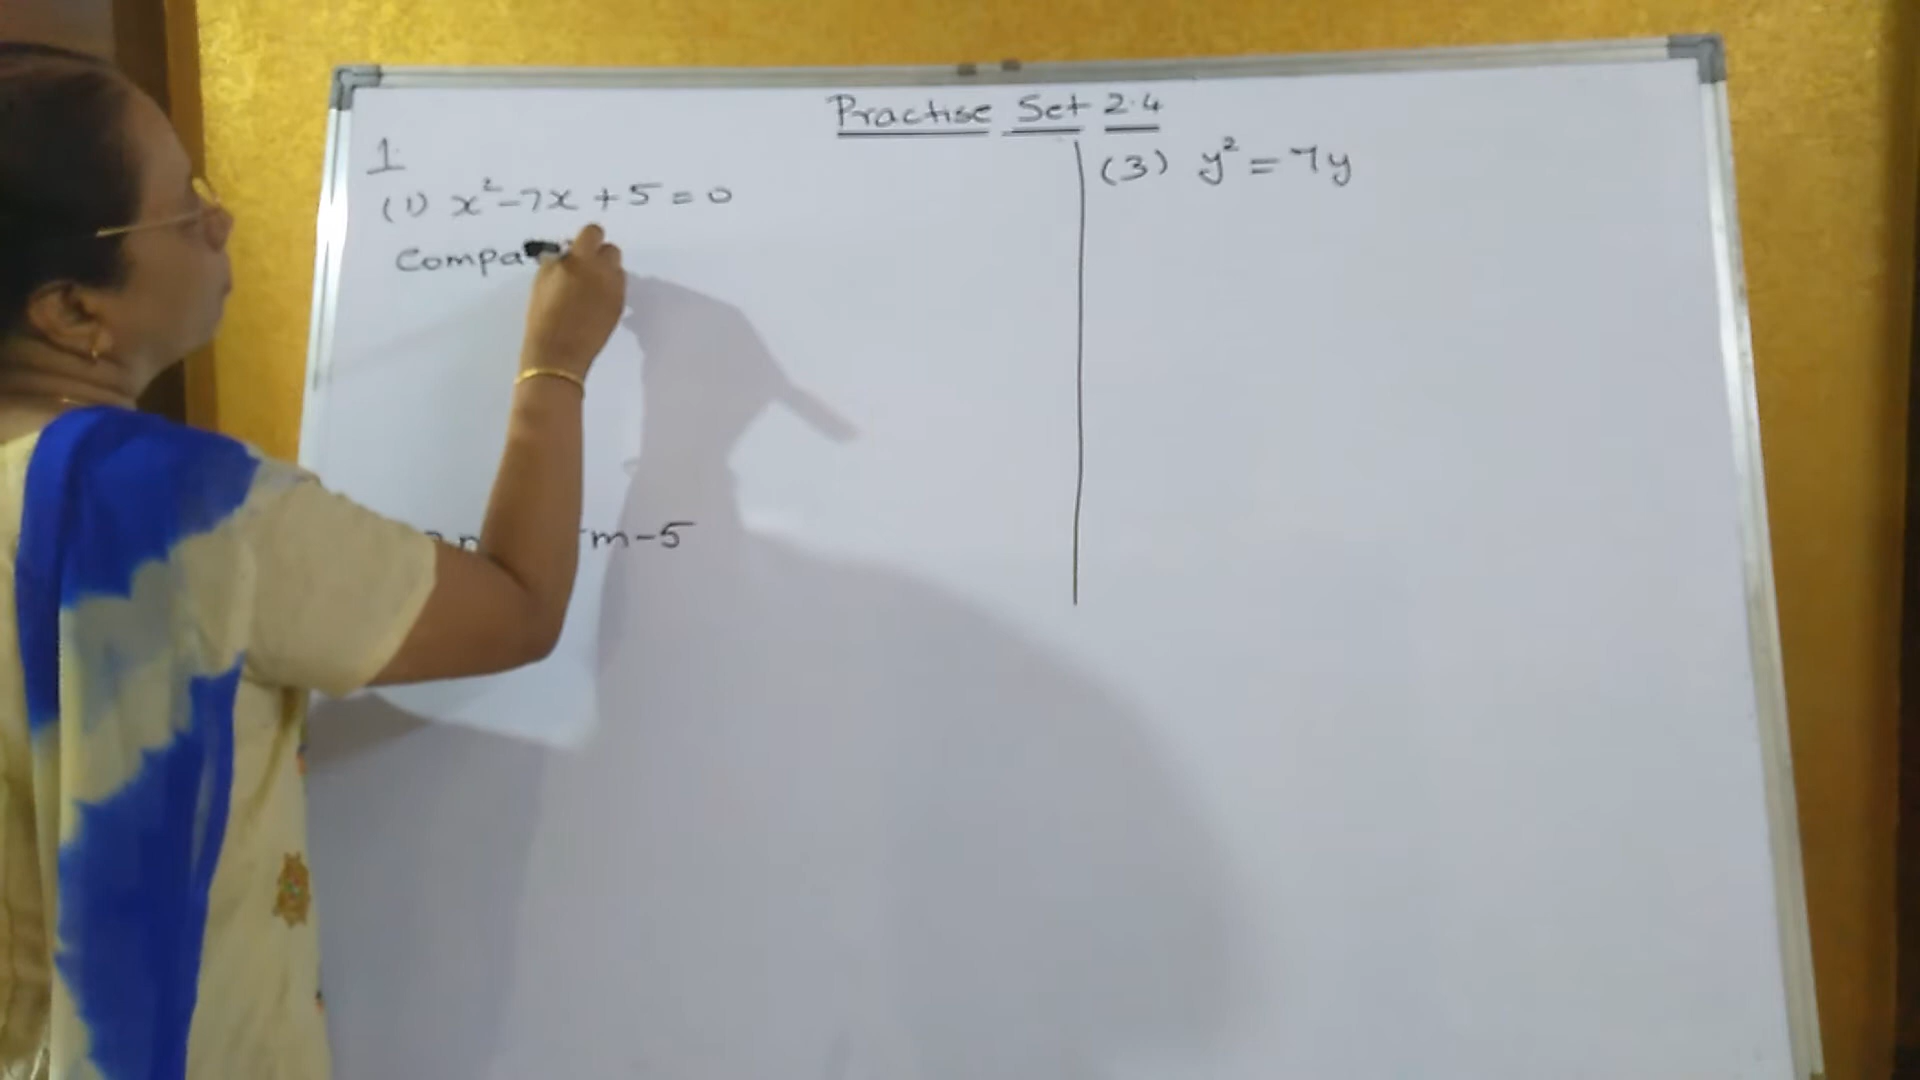 Practise Set 2.4
1
(1) x²-7x+5=0
Compa
m-5
(3) y²=7y